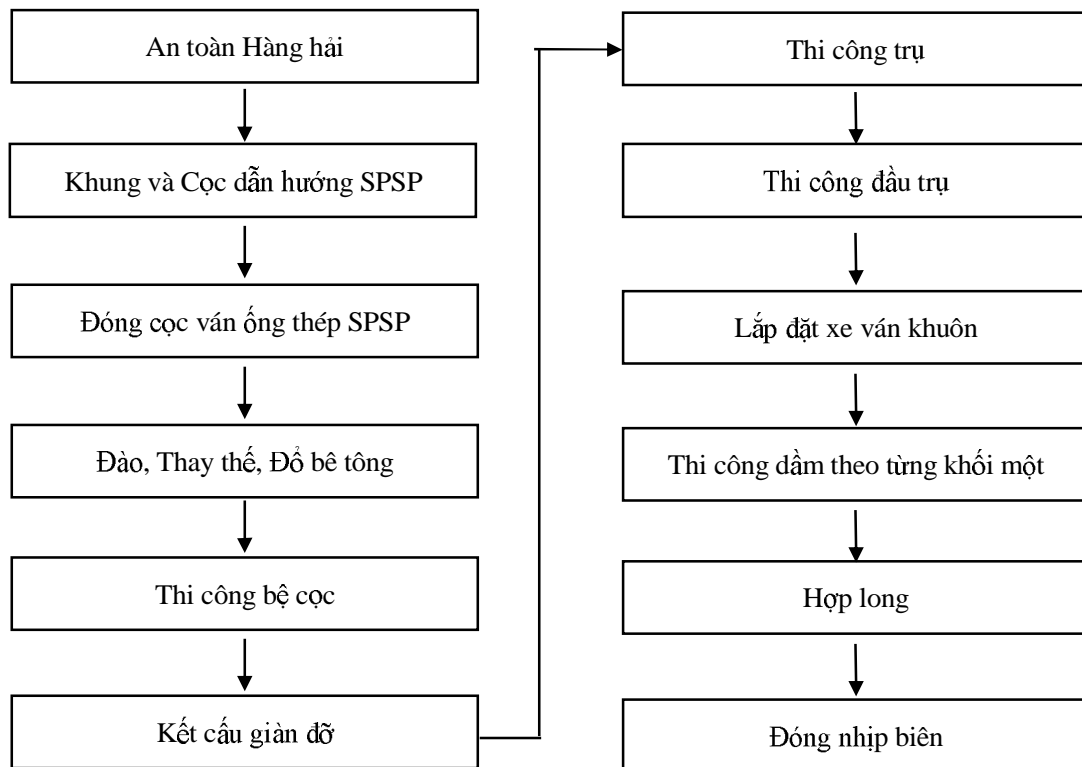 An toàn Hàng hải
Khung và Cọc dẫn hướng SPSP
Đóng cọc ván ống thép SPSP
Đào, Thay thế, Đổ bê tông
Thi công bệ cọc
Kết cấu giàn đỡ
Thi công trụ
Thi công đầu trụ
Lắp đặt xe ván khuôn
Thi công dầm theo từng khối một
Hợp long
Đóng nhịp biên